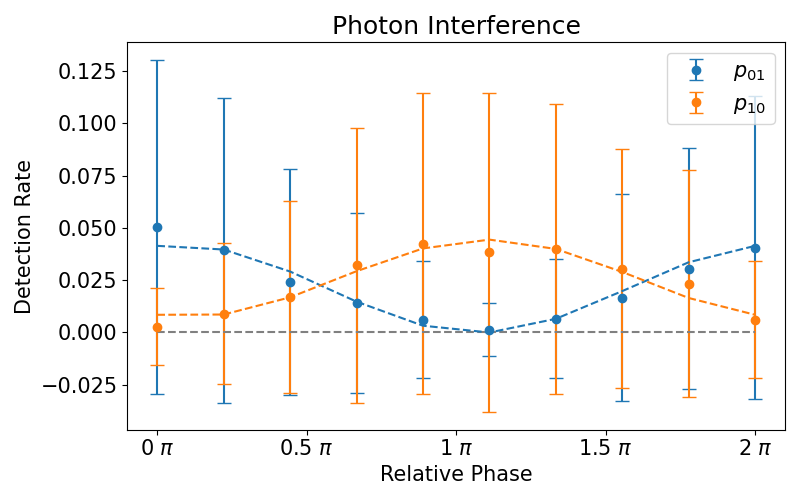 Photon Interference
Detection Rate
0.125
0.100
0.075
0.050
0.025
0.000
−0.025
p01
p10
0 π
0.5 π
1 π
1.5 π
2 π
Relative Phase